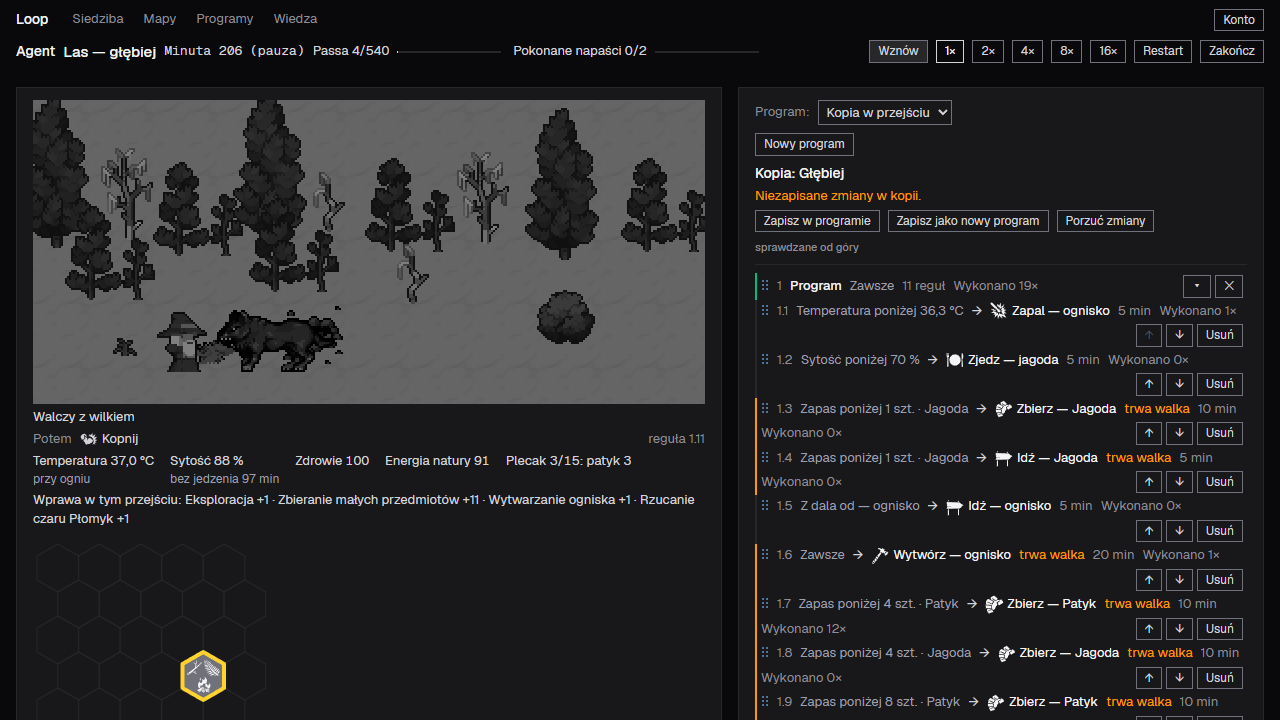 Loop Siedziba Mapy Programy Wiedza Konto
Agent Las — głębiej Minuta 206 (pauza) Passa 4/540 Pokonane napaści 0/2 Wznów 1× 2× 4× 8× 16× Restart Zakończ
Walczy z wilkiem
Potem Kopnij reguła 1.11
Temperatura 37,0 °C Sytość 88 % Zdrowie 100 Energia natury 91 Plecak 3/15: patyk 3
przy ogniu bez jedzenia 97 min
Wprawa w tym przejściu: Eksploracja +1 · Zbieranie małych przedmiotów +11 · Wytwarzanie ogniska +1 · Rzucanie
czaru Płomyk +1
Program: Kopia w przejściu
Nowy program
Kopia: Głębiej
Niezapisane zmiany w kopii.
Zapisz w programie Zapisz jako nowy program Porzuć zmiany
sprawdzane od góry
1 Program Zawsze 11 reguł Wykonano 19×
1.1 Temperatura poniżej 36,3 °C → Zapal — ognisko 5 min Wykonano 1×
↑ ↓ Usuń
1.2 Sytość poniżej 70 % → Zjedz — jagoda 5 min Wykonano 0×
↑ ↓ Usuń
1.3 Zapas poniżej 1 szt. · Jagoda → Zbierz — Jagoda trwa walka 10 min
Wykonano 0× ↑ ↓ Usuń
1.4 Zapas poniżej 1 szt. · Jagoda → Idź — Jagoda trwa walka 5 min
Wykonano 0× ↑ ↓ Usuń
1.5 Z dala od — ognisko → Idź — ognisko 5 min Wykonano 0×
↑ ↓ Usuń
1.6 Zawsze → Wytwórz — ognisko trwa walka 20 min Wykonano 1×
↑ ↓ Usuń
1.7 Zapas poniżej 4 szt. · Patyk → Zbierz — Patyk trwa walka 10 min
Wykonano 12× ↑ ↓ Usuń
1.8 Zapas poniżej 4 szt. · Jagoda → Zbierz — Jagoda trwa walka 10 min
Wykonano 0× ↑ ↓ Usuń
1.9 Zapas poniżej 8 szt. · Patyk → Zbierz — Patyk trwa walka 10 min